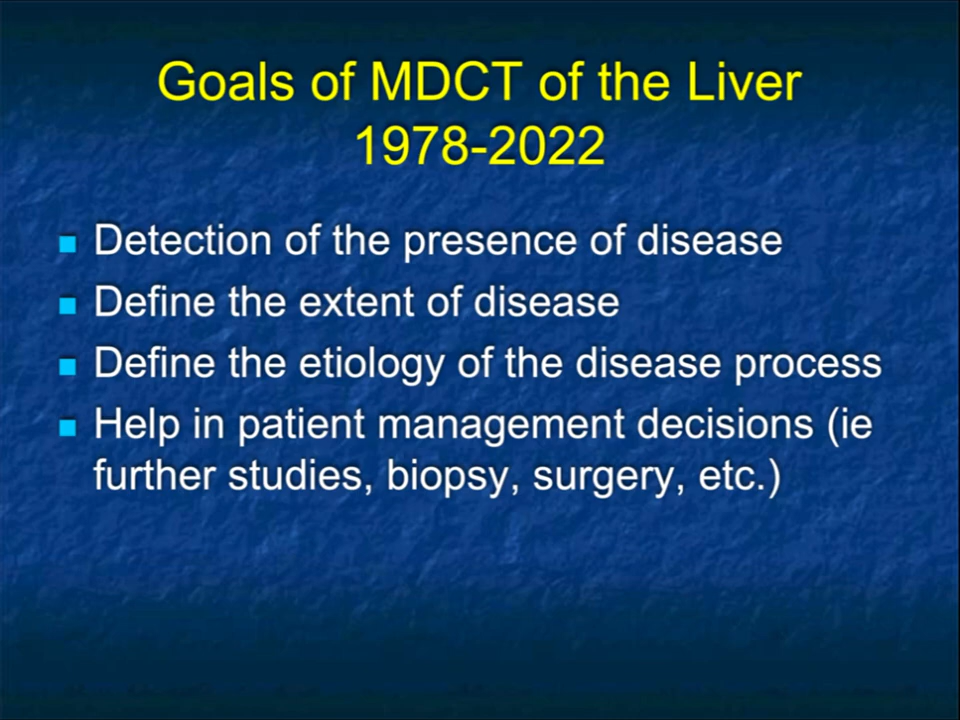 Goals of MDCT of the Liver
1978-2022
Detection of the presence of disease
Define the extent of disease
Define the etiology of the disease process
Help in patient management decisions (ie
further studies, biopsy, surgery, etc.)